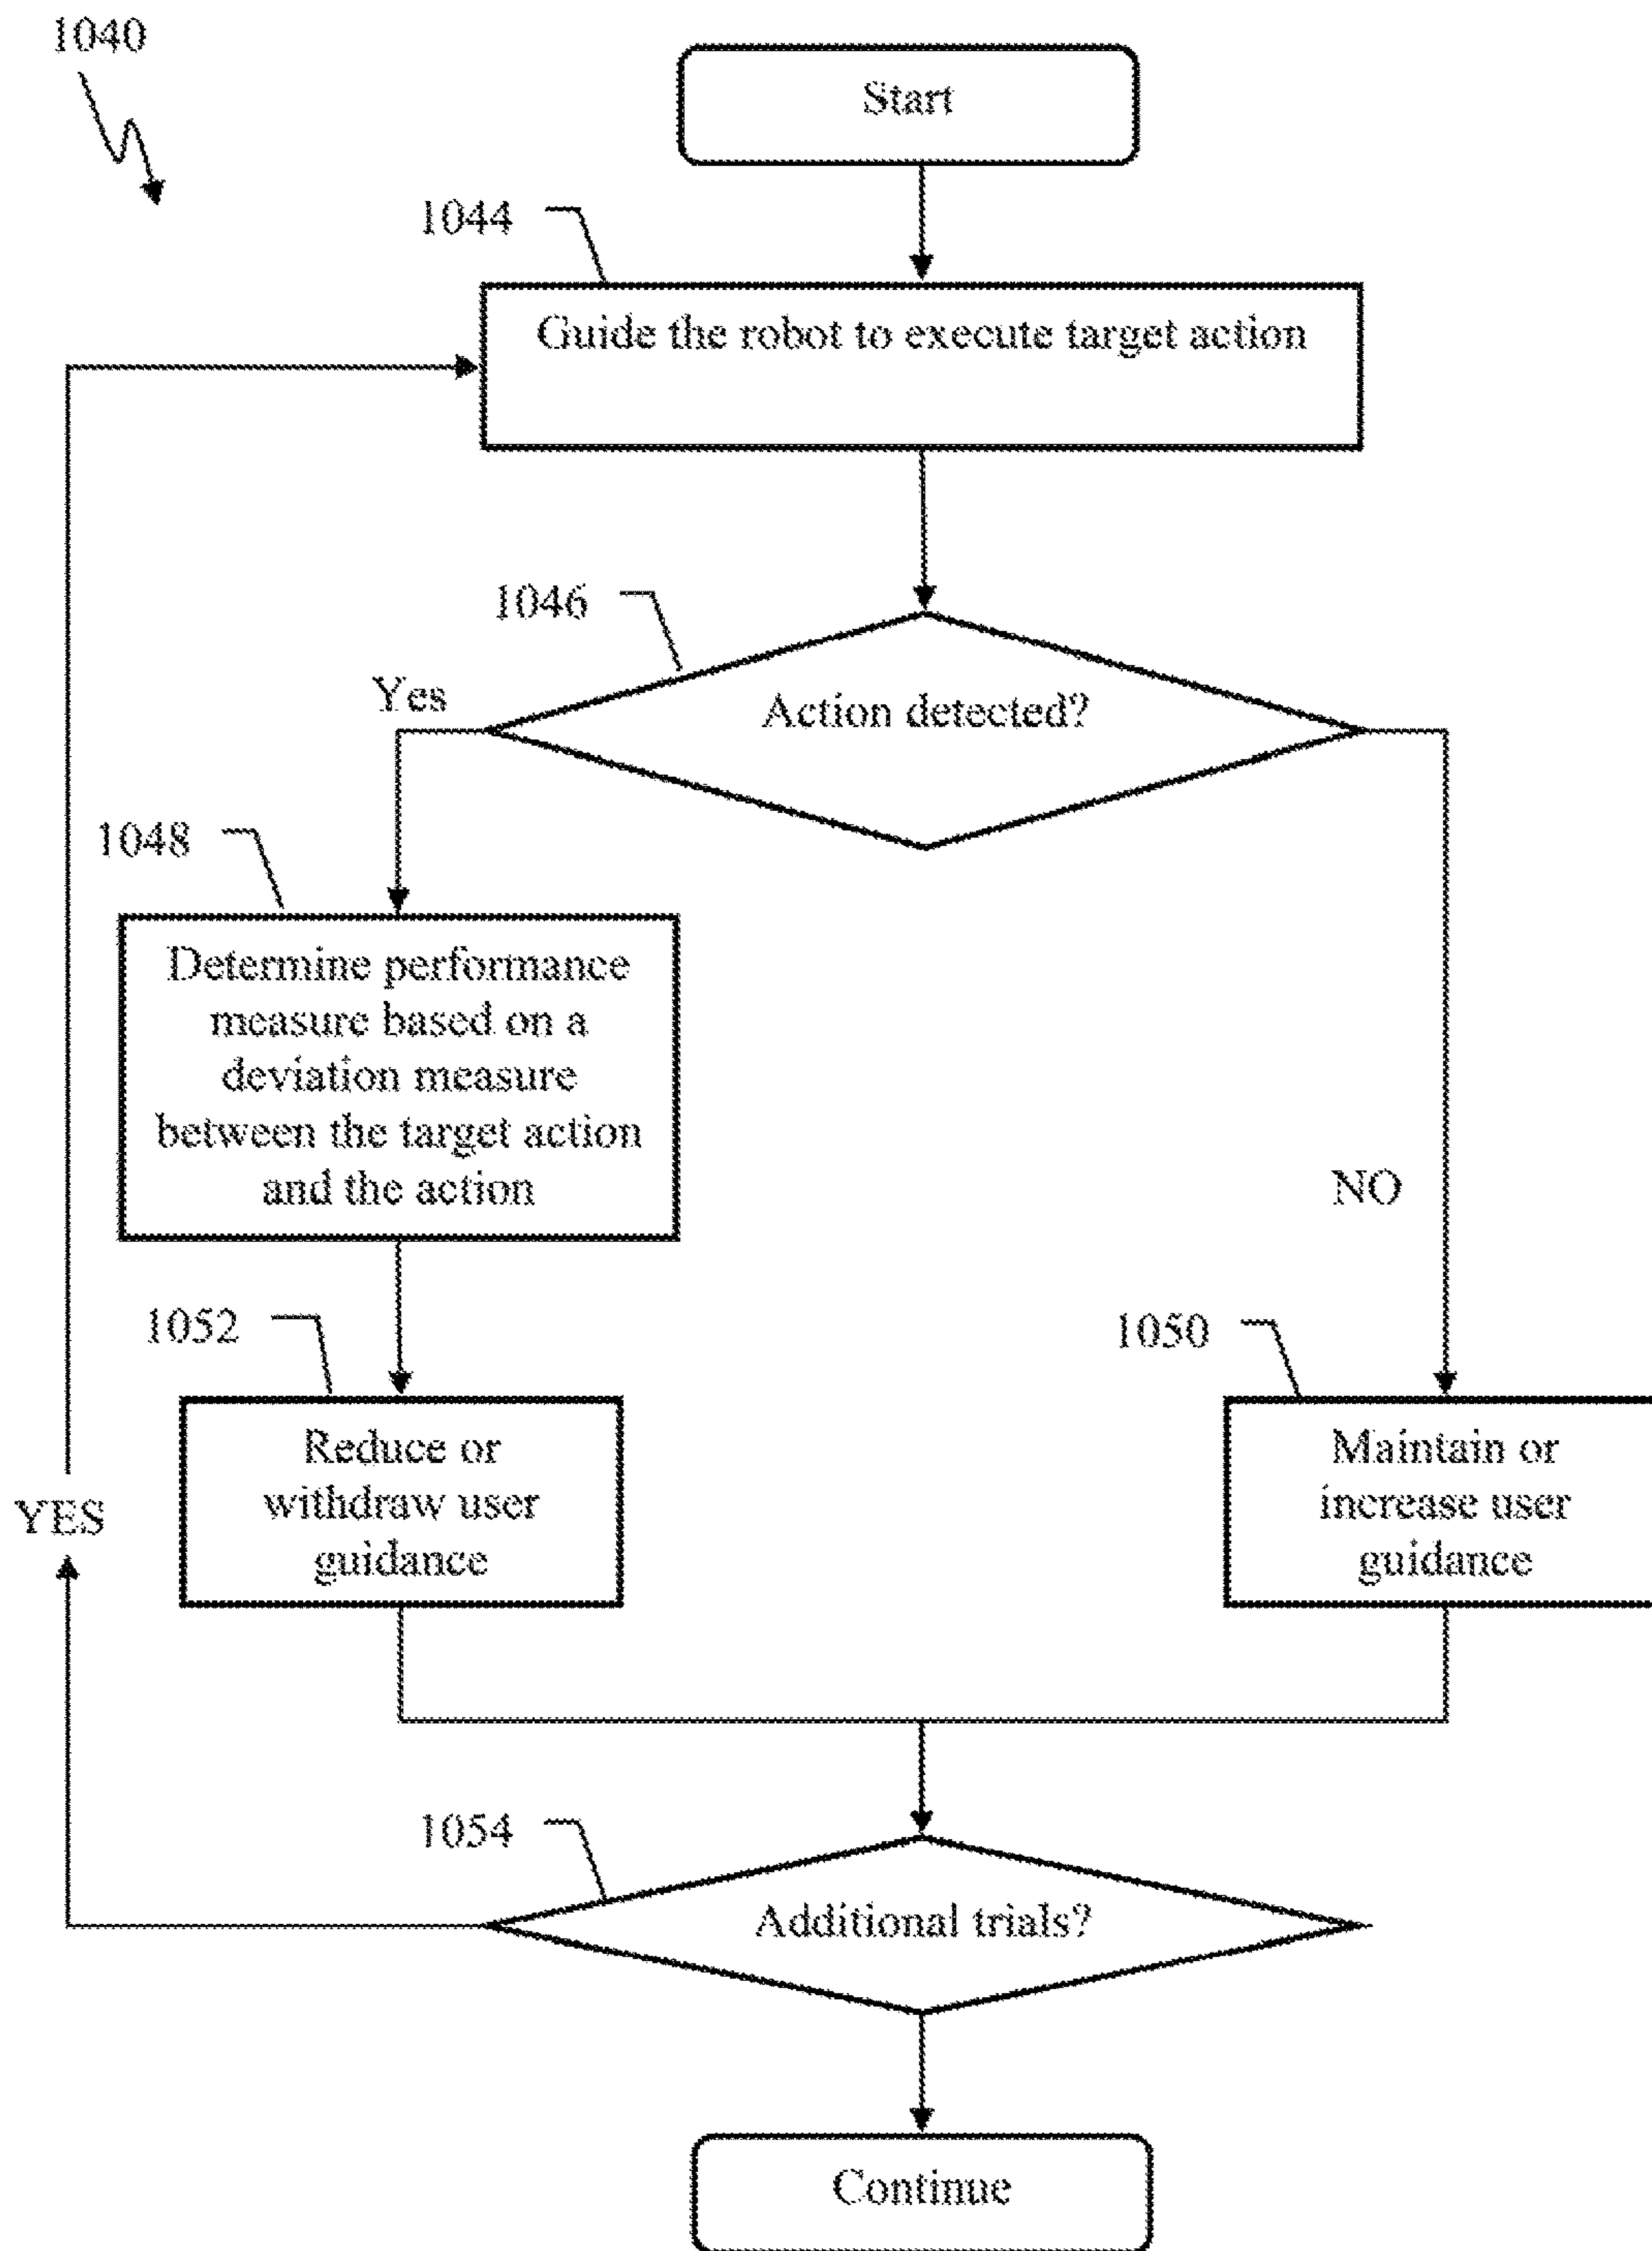 1040
Start
1044
Guide the robot to execute target action
1046
Yes
Action detected?
1048
Determine performance
measure based on a
deviation measure
between the target action
and the action
NO
1052
1050
Reduce or
withdraw user
guidance
Maintain or
increase user
guidance
YES
1054
Additional trials?
Continue